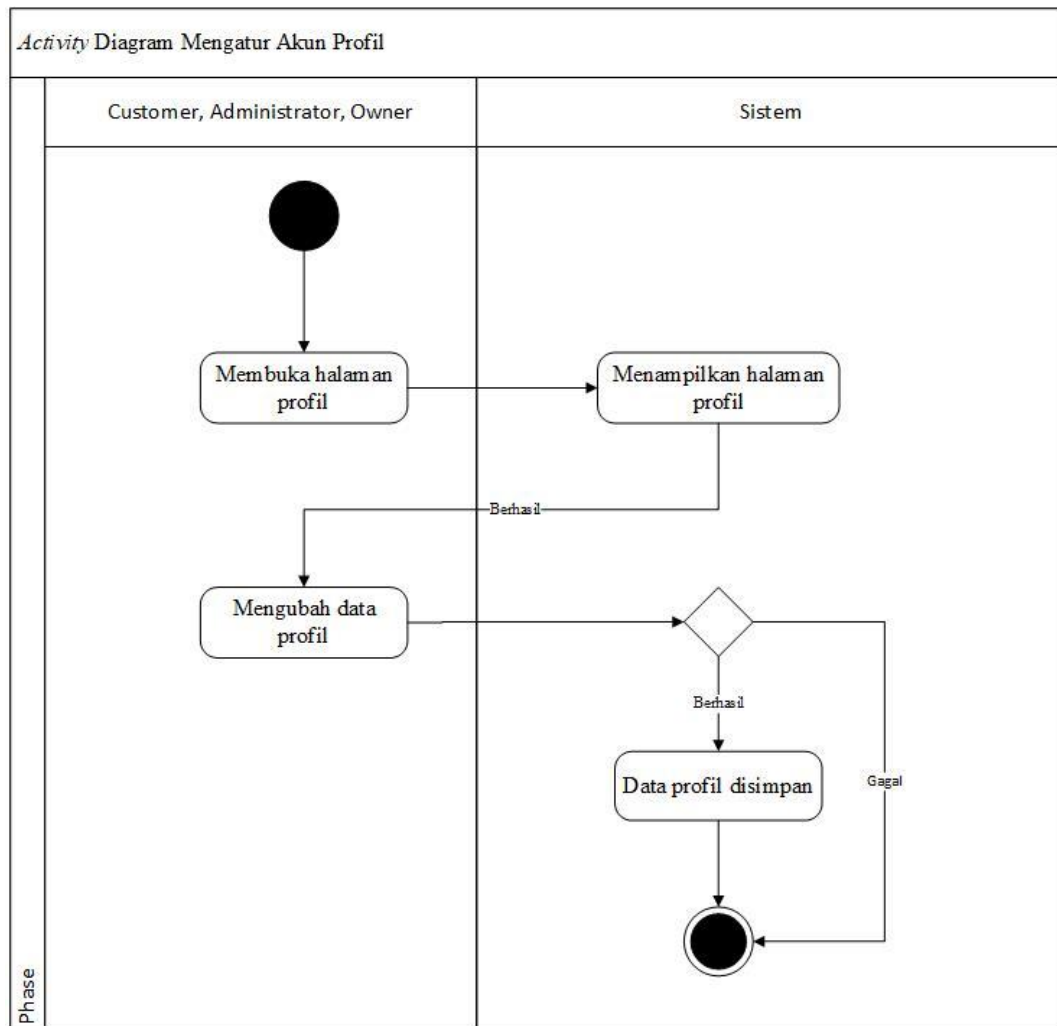 Activity Diagram Mengatur Akun Profil
Customer, Administrator, Owner
Sistem
Membuka halaman
profil
Menampilkan halaman
profil
Berhasil
Mengubah data
profil
Berhasil
Data profil disimpan
Gagal
Phase